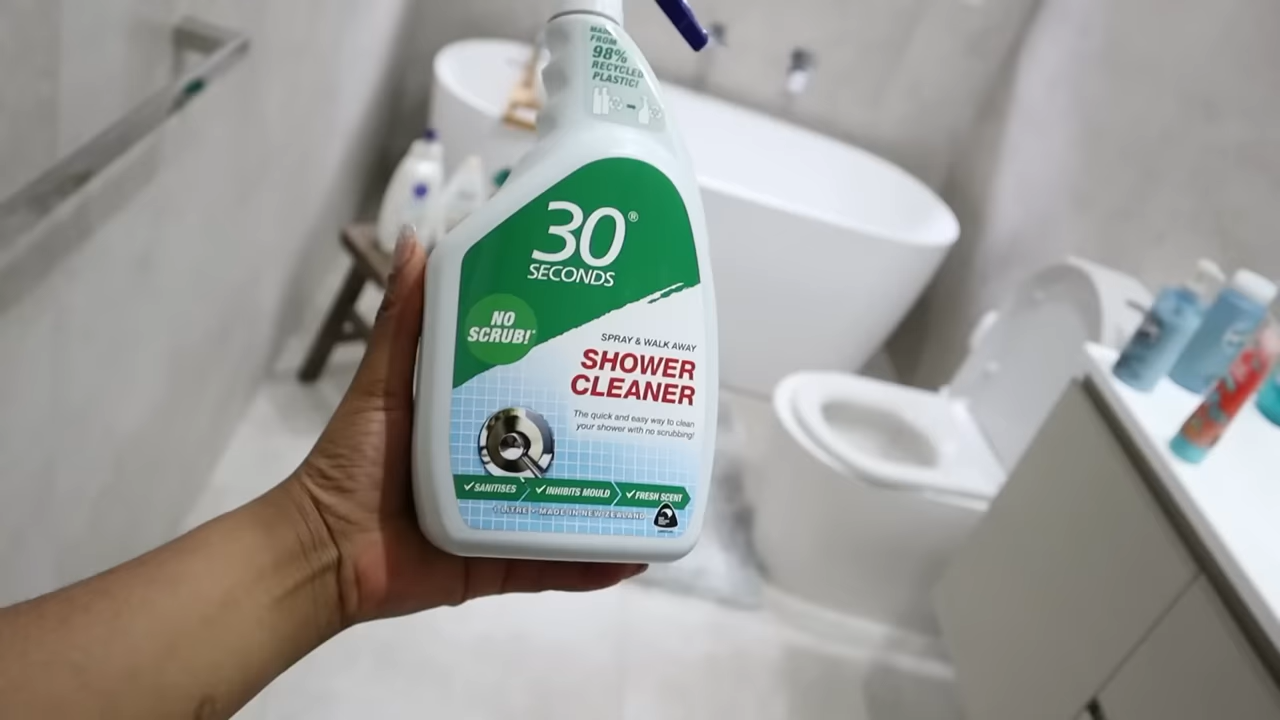 MADE
FROM
98%
RECYCLED
PLASTIC!
30®
SECONDS
NO
SCRUB!*
SPRAY & WALK AWAY
SHOWER
CLEANER
The quick and easy way to clean
your shower with no scrubbing!
SANITISES
INHIBITS MOULD
FRESH SCENT
1 LITRE • MADE IN NEW ZEALAND